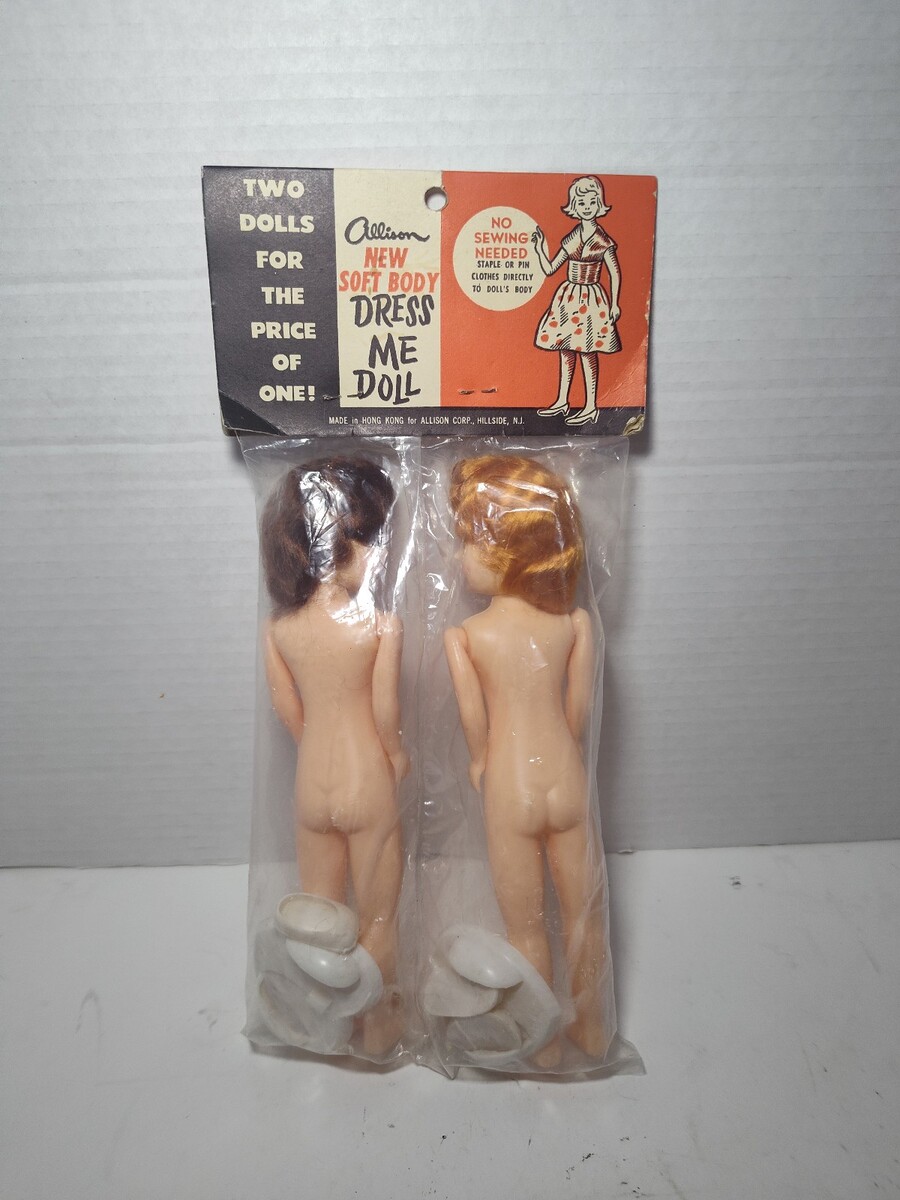 TWO
DOLLS
FOR
THE
PRICE
OF
ONE!
Allison
NEW
SOFT BODY
DRESS
ME
DOLL
NO
SEWING
NEEDED
STAPLE OR PIN
CLOTHES DIRECTLY
TO DOLL'S BODY
MADE in HONG KONG for ALLISON CORP., HILLSIDE, N.J.